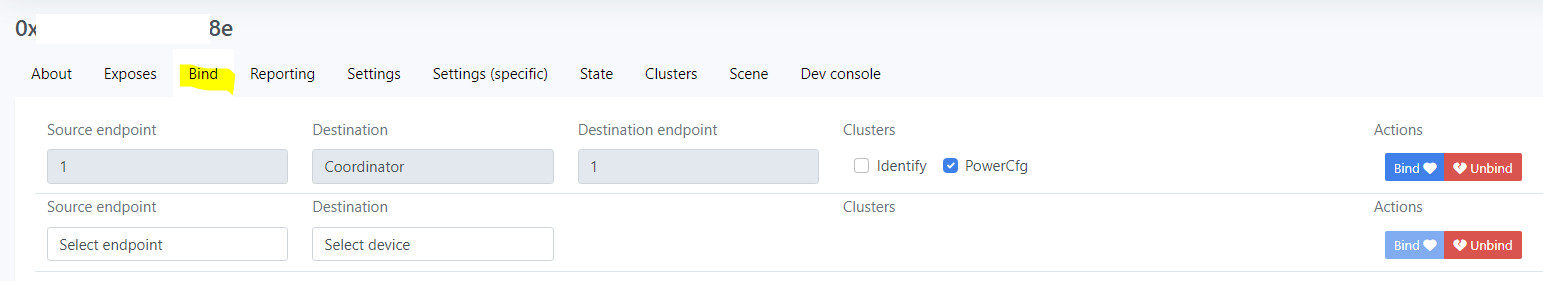 0x 8e
About Exposes Bind Reporting Settings Settings (specific) State Clusters Scene Dev console
Source endpoint Destination Destination endpoint Clusters Actions
1 Coordinator 1 Identify PowerCfg Bind Unbind
Source endpoint Destination Clusters Actions
Select endpoint Select device Bind Unbind